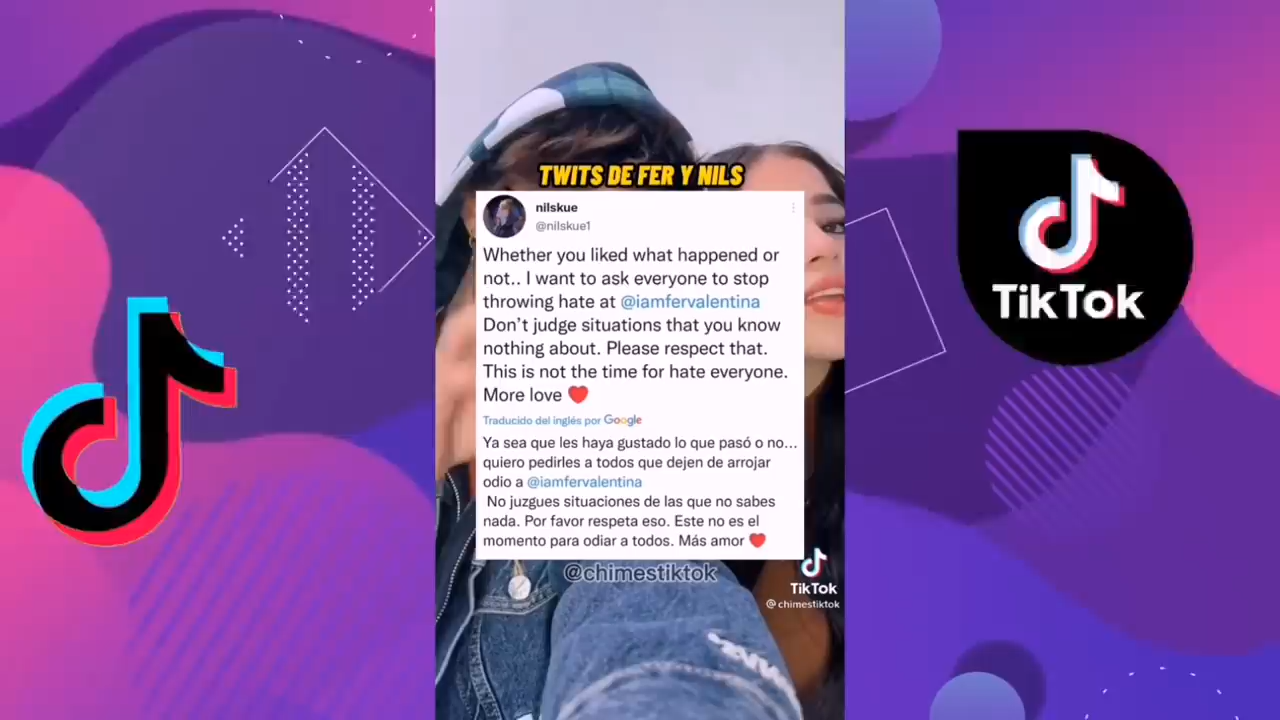 TWITS DE FER Y NILS
nilskue
@nilskue1
Whether you liked what happened or
not.. I want to ask everyone to stop
throwing hate at @iamfervalentina
Don’t judge situations that you know
nothing about. Please respect that.
This is not the time for hate everyone.
More love ❤️
Traducido del inglés por Google
Ya sea que les haya gustado lo que pasó o no...
quiero pedirles a todos que dejen de arrojar
odio a @iamfervalentina
No juzgues situaciones de las que no sabes
nada. Por favor respeta eso. Este no es el
momento para odiar a todos. Más amor ❤️
@chimestiktok
TikTok
@chimestiktok
TikTok